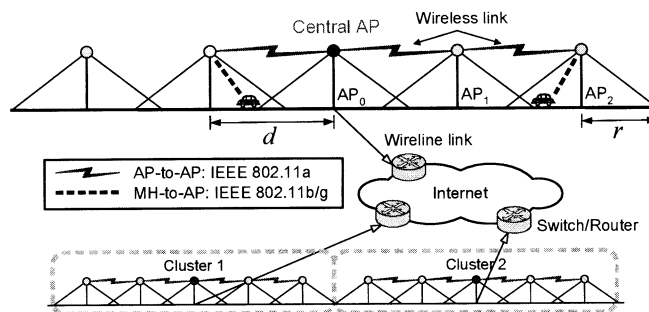 Central AP
Wireless link
AP0
AP1
AP2
d
r
Wireline link
AP-to-AP: IEEE 802.11a
MH-to-AP: IEEE 802.11b/g
Internet
Switch/Router
Cluster 1
Cluster 2